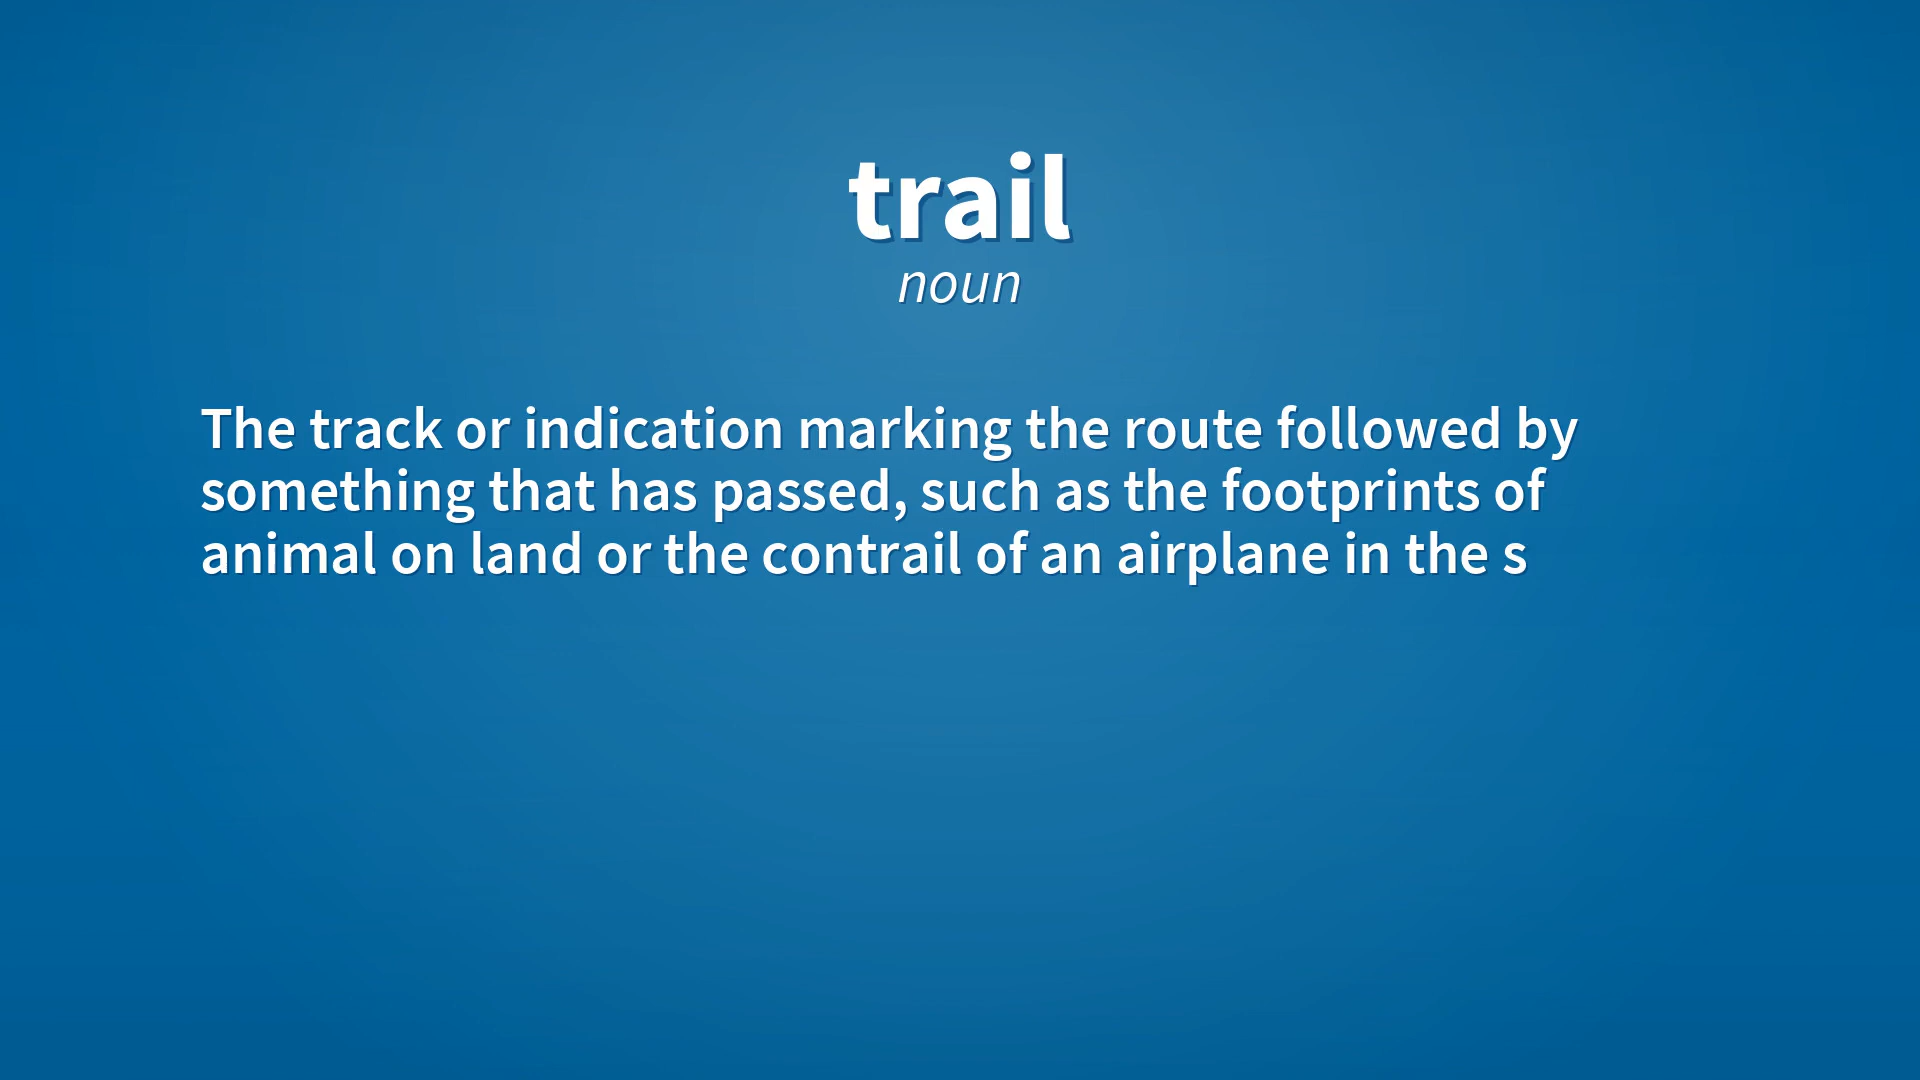 trail
noun
The track or indication marking the route followed by
something that has passed, such as the footprints of
animal on land or the contrail of an airplane in the s